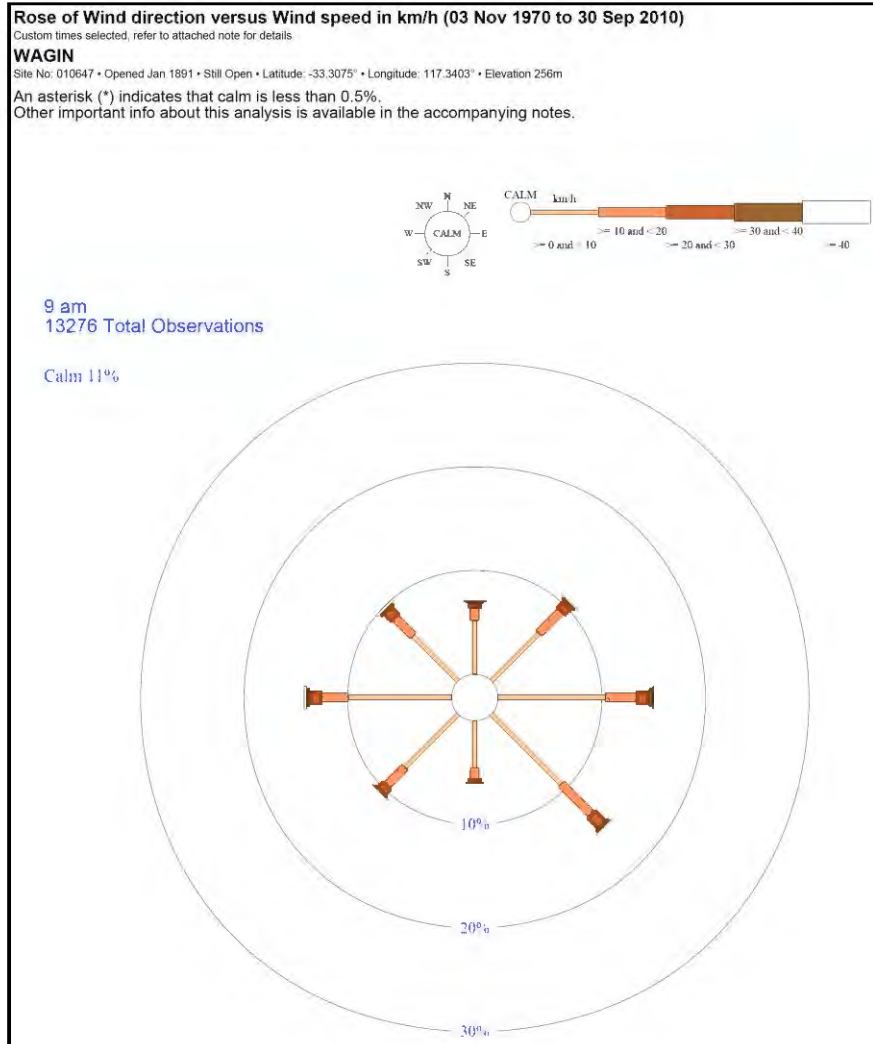 Rose of Wind direction versus Wind speed in km/h (03 Nov 1970 to 30 Sep 2010)
Custom times selected, refer to attached note for details
WAGIN
Site No: 010647 • Opened Jan 1891 • Still Open • Latitude: -33.3075° • Longitude: 117.3403° • Elevation 256m
An asterisk (*) indicates that calm is less than 0.5%.
Other important info about this analysis is available in the accompanying notes.
N
NW NE
W CALM E
SW SE
S
CALM km/h
>= 10 and <20 >= 30 and < 40
>= 0 and < 10 >= 20 and < 30 >= 40
9 am
13276 Total Observations
Calm 11%
10%
20%
30%